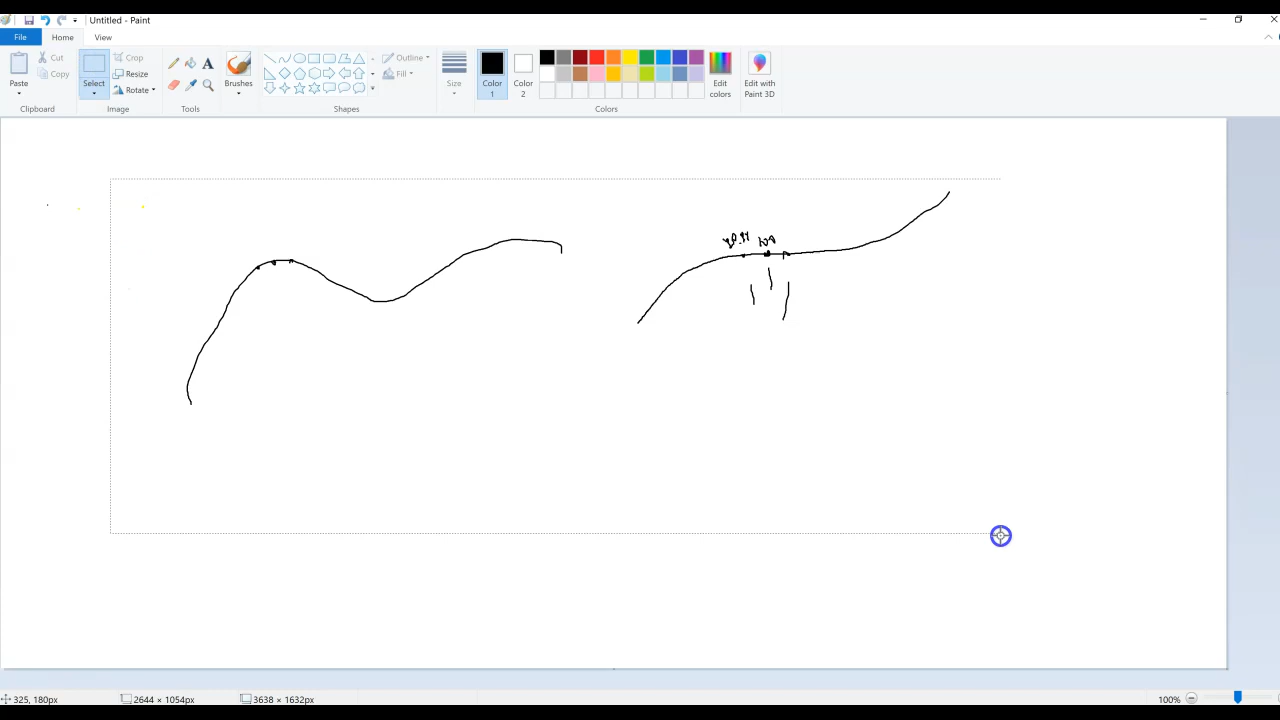 Untitled - Paint
File Home View
Cut Crop Outline
Copy Resize Fill Edit with
Paste Select Rotate Brushes Size Color 1 Color 2 Edit colors Paint 3D
Clipboard Image Tools Shapes Colors
325, 180px 2644 × 1054px 3638 × 1632px 100%